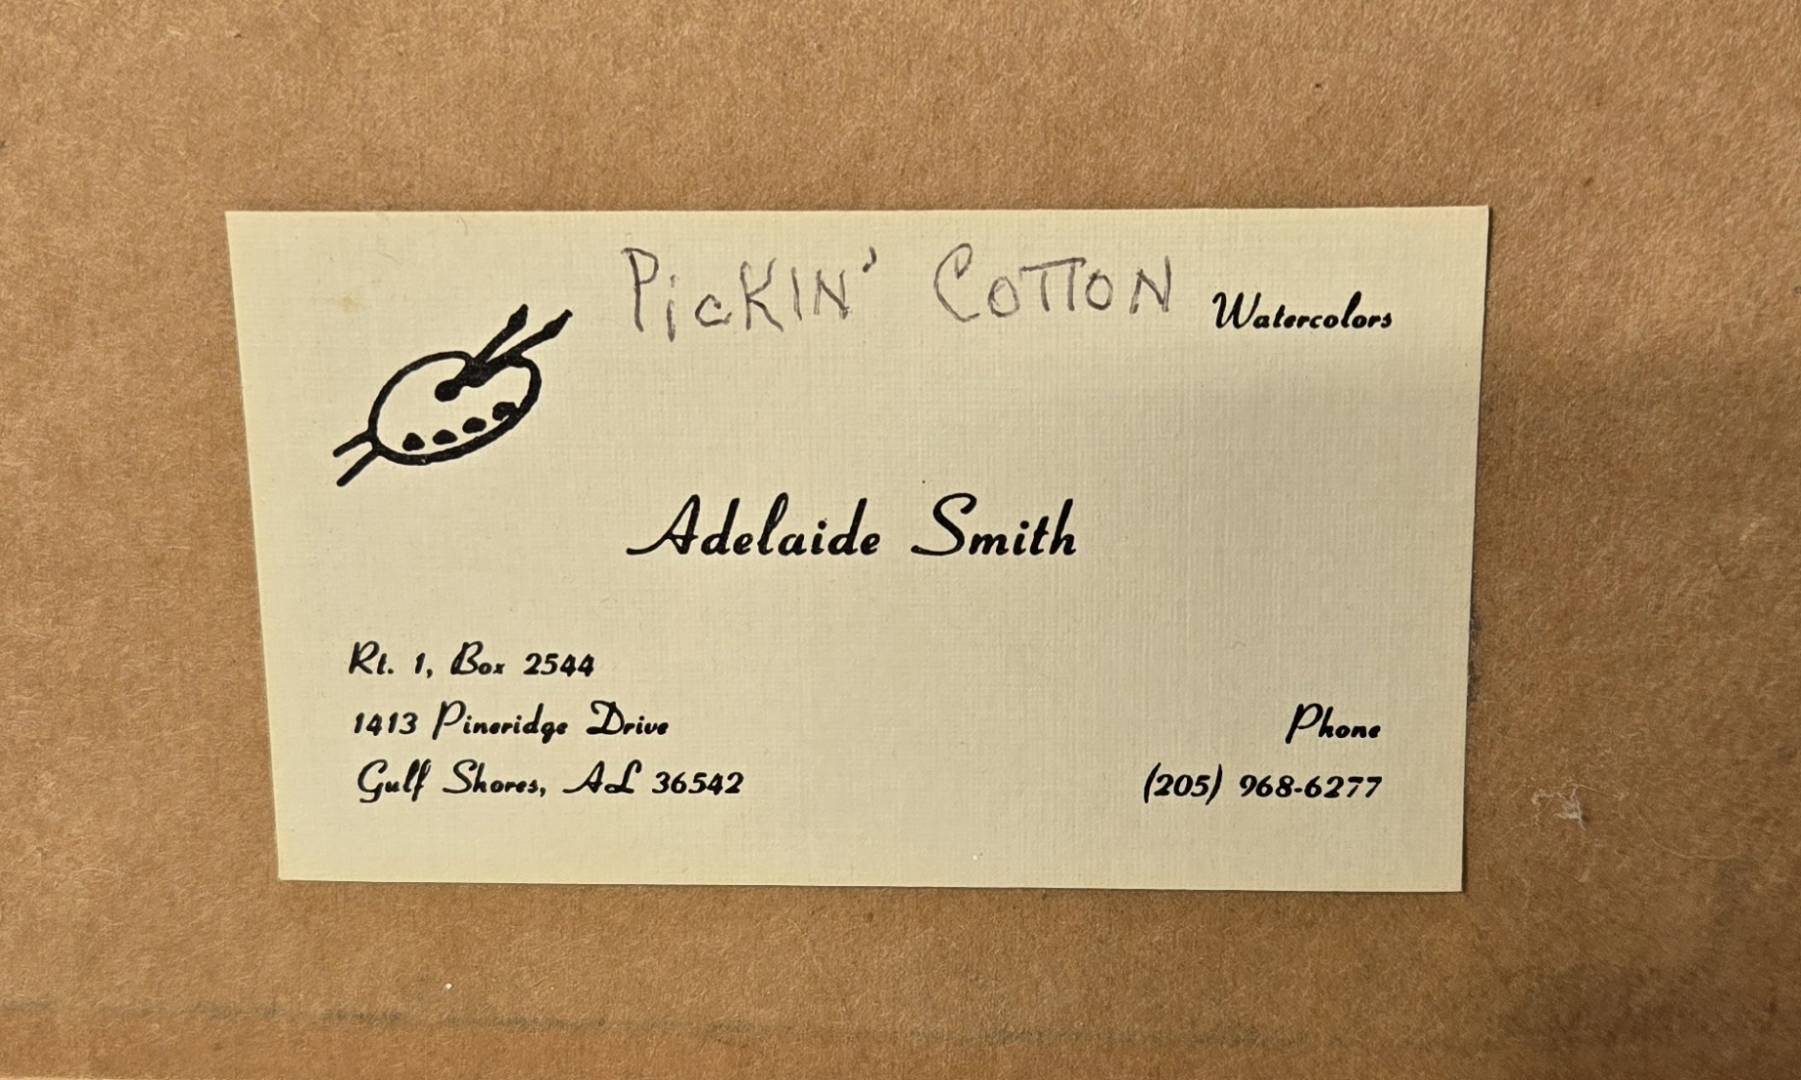 PicKIN' COTTON
Watercolors
Adelaide Smith
Rt. 1, Box 2544
1413 Pineridge Drive
Gulf Shores, AL 36542
Phone
(205) 968-6277